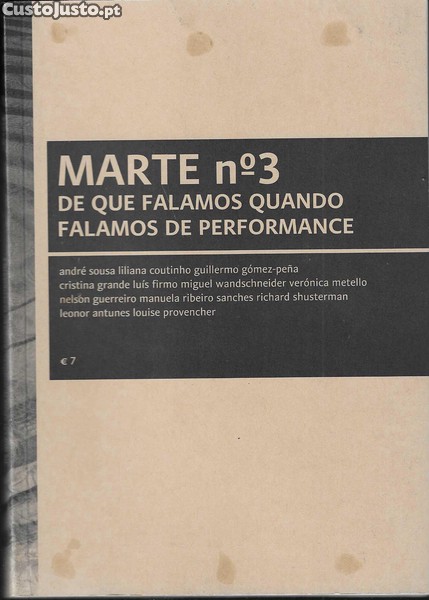 CustoJusto.pt
MARTE nº3
DE QUE FALAMOS QUANDO
FALAMOS DE PERFORMANCE
andré sousa liliana coutinho guillermo gómez-peña
cristina grande luís firmo miguel wandschneider verónica metello
nelson guerreiro manuela ribeiro sanches richard shusterman
leonor antunes louise provencher
€ 7